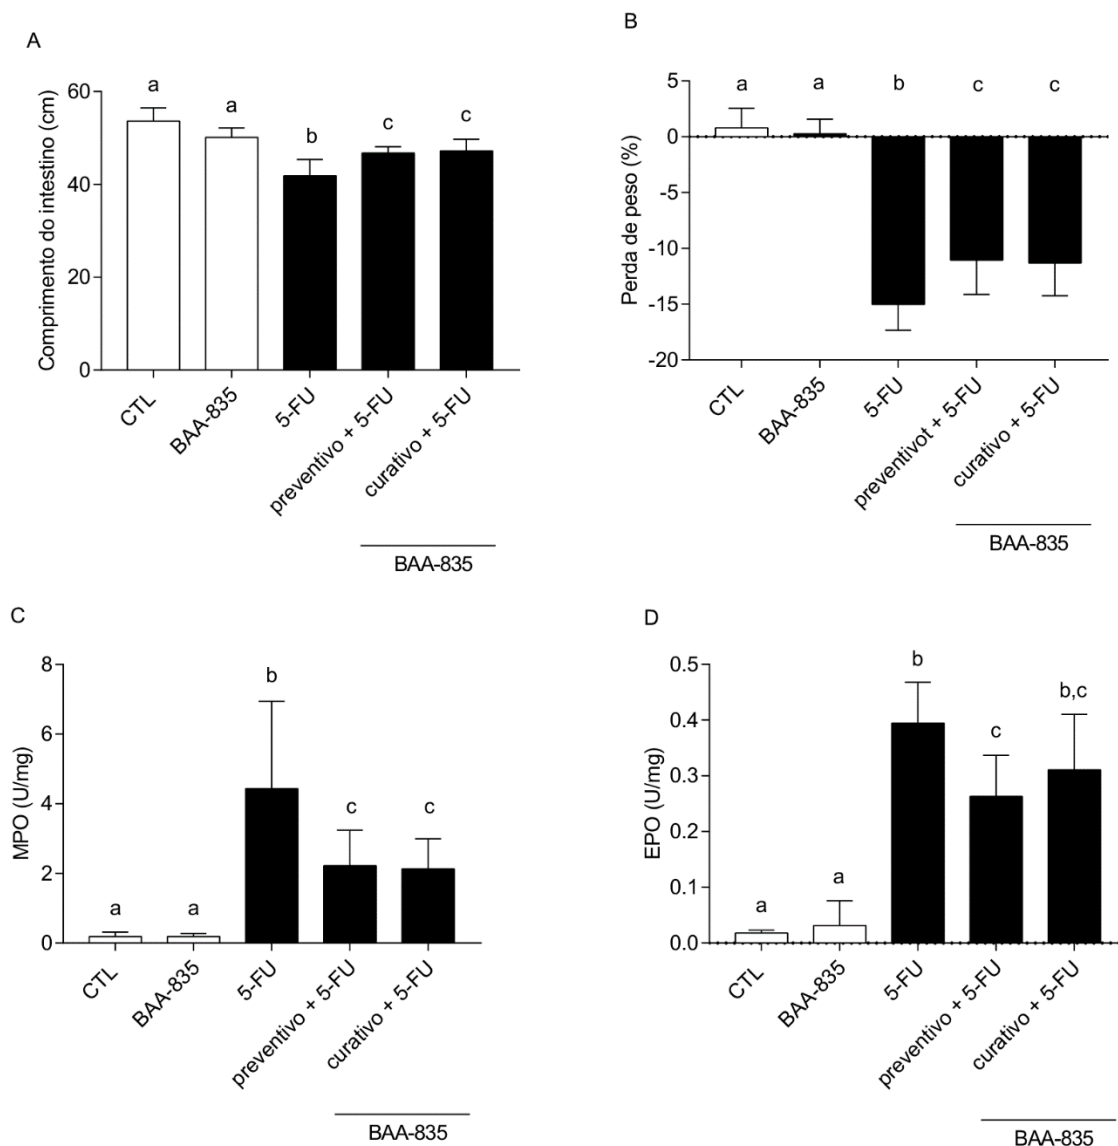 A
Comprimento do intestino (cm)
60
40
20
0
a
a
b
c
c
CTL
BAA-835
5-FU
preventivo + 5-FU
curativo + 5-FU
BAA-835
B
Perda de peso (%)
5
0
-5
-10
-15
-20
a
a
b
c
c
CTL
BAA-835
5-FU
preventivot + 5-FU
curativo + 5-FU
BAA-835
C
MPO (U/mg)
8
6
4
2
0
a
a
b
c
c
CTL
BAA-835
5-FU
preventivo + 5-FU
curativo + 5-FU
BAA-835
D
EPO (U/mg)
0.5
0.4
0.3
0.2
0.1
0.0
a
a
b
c
b,c
CTL
BAA-835
5-FU
preventivo + 5-FU
curativo + 5-FU
BAA-835